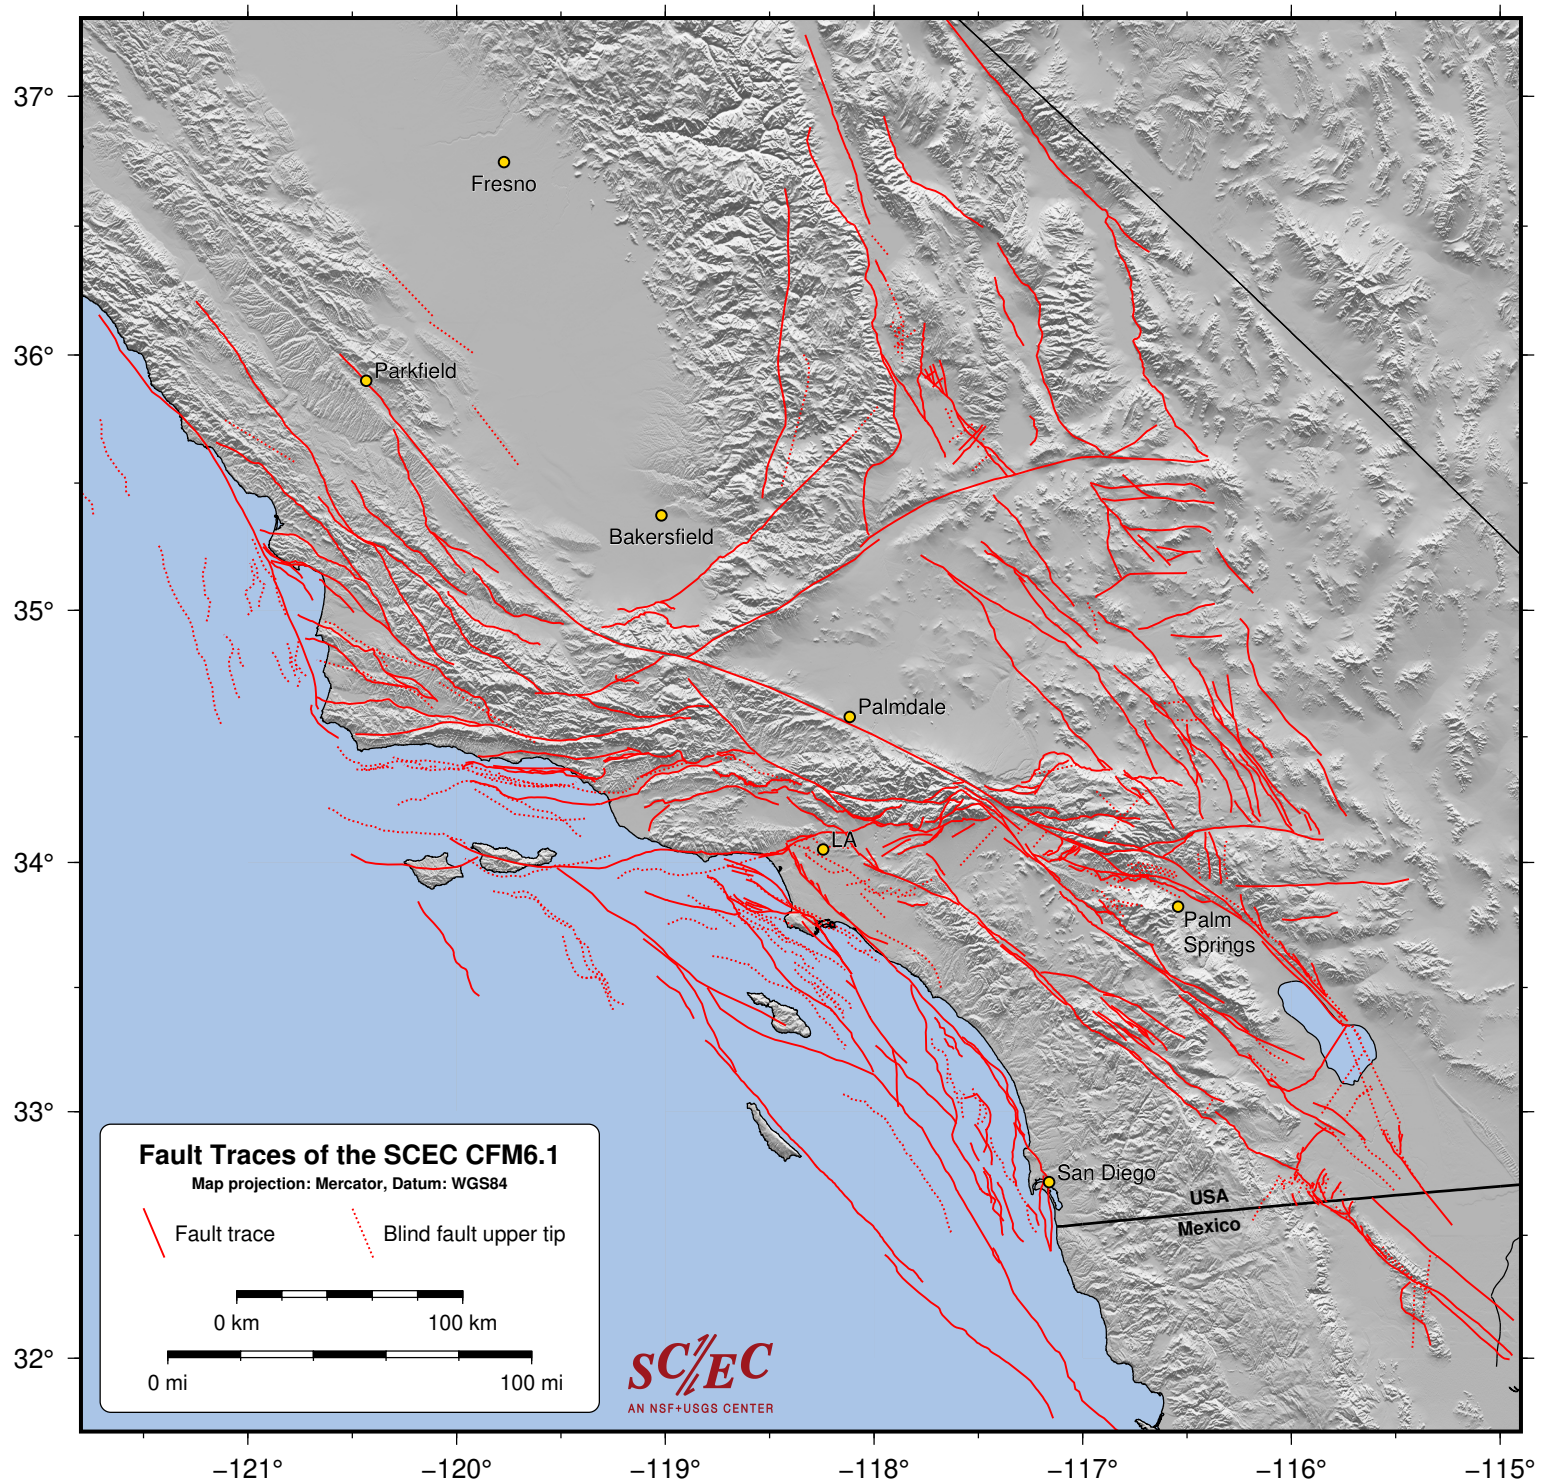 37°
36°
35°
34°
33°
32°
Fresno
Parkfield
Bakersfield
Palmdale
LA
Palm
Springs
San Diego
USA
Mexico
Fault Traces of the SCEC CFM6.1
Map projection: Mercator, Datum: WGS84
Fault trace
Blind fault upper tip
0 km
100 km
0 mi
100 mi
SCEC
AN NSF+USGS CENTER
−121°
−120°
−119°
−118°
−117°
−116°
−115°